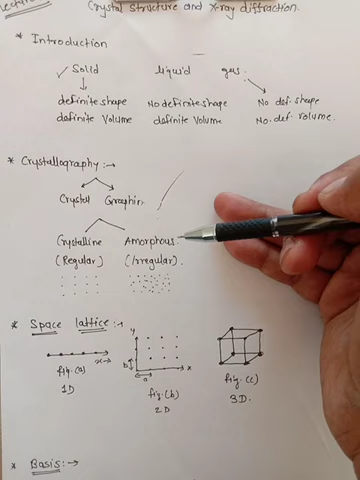 Crystal Structure and X-ray diffraction.
* Introduction
✓ Solid liquid gas.
definite shape No definite shape No def. shape
definite Volume definite Volume No. def. volume.
* Crystallography :→
Crystal Graphin
Crystalline Amorphous
(Regular) (Irregular).
* Space lattice :→
y
x→ b a x
fig. (a) fig. (b) fig. (c)
1D 2D 3D.
* Basis :→